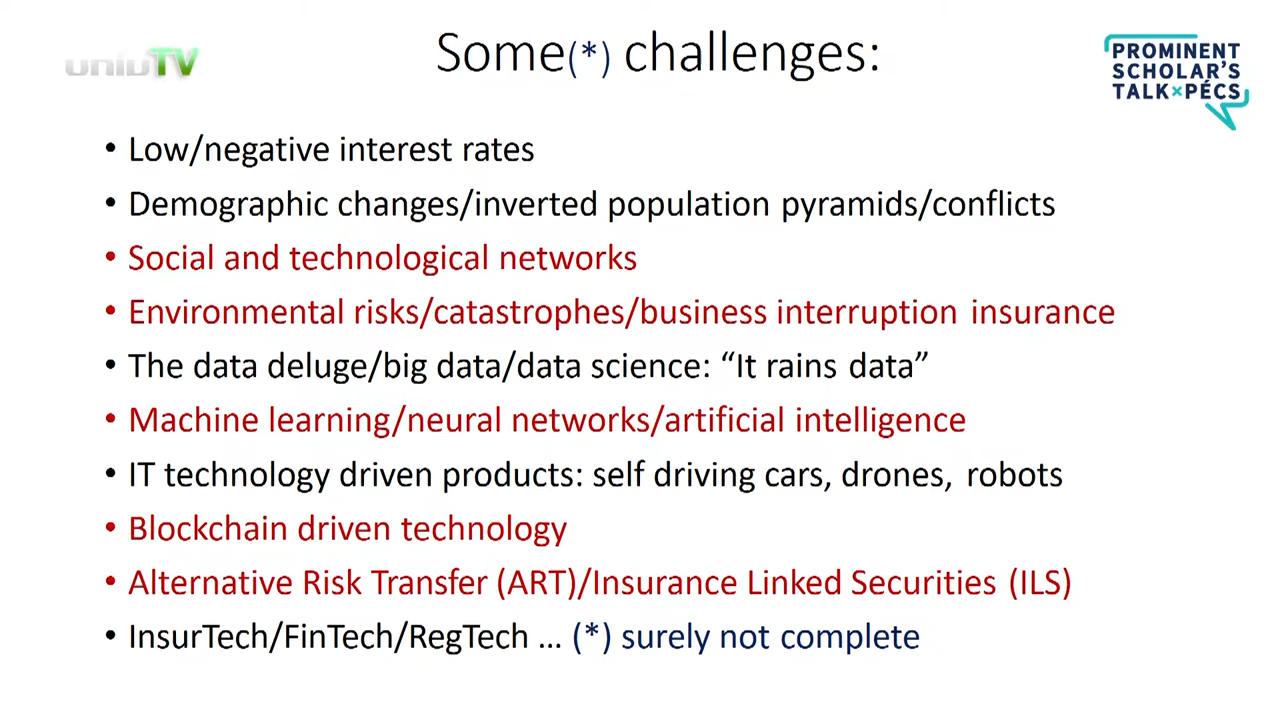 univTV
Some(*) challenges:
PROMINENT
SCHOLAR'S
TALK×PÉCS
• Low/negative interest rates
• Demographic changes/inverted population pyramids/conflicts
• Social and technological networks
• Environmental risks/catastrophes/business interruption insurance
• The data deluge/big data/data science: “It rains data”
• Machine learning/neural networks/artificial intelligence
• IT technology driven products: self driving cars, drones, robots
• Blockchain driven technology
• Alternative Risk Transfer (ART)/Insurance Linked Securities (ILS)
• InsurTech/FinTech/RegTech … (*) surely not complete